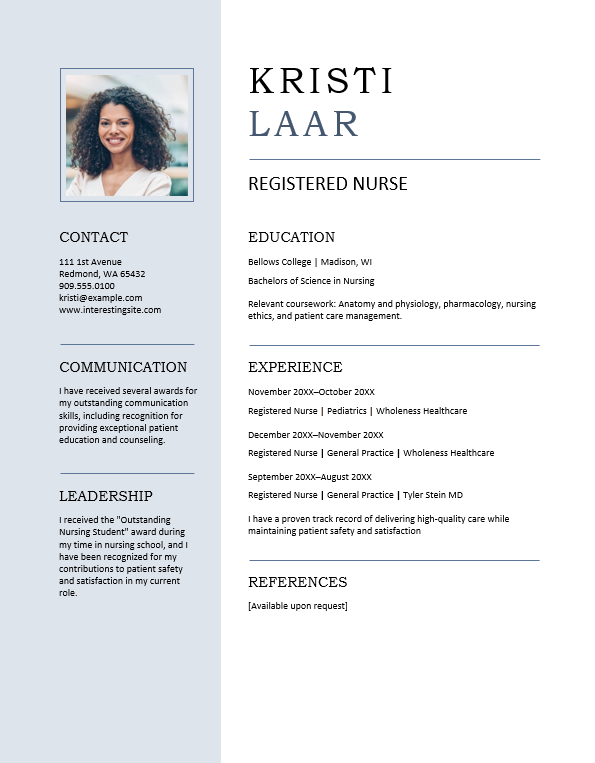 KRISTI
LAAR
REGISTERED NURSE
CONTACT
111 1st Avenue
Redmond, WA 65432
909.555.0100
kristi@example.com
www.interestingsite.com
COMMUNICATION
I have received several awards for
my outstanding communication
skills, including recognition for
providing exceptional patient
education and counseling.
LEADERSHIP
I received the "Outstanding
Nursing Student" award during
my time in nursing school, and I
have been recognized for my
contributions to patient safety
and satisfaction in my current
role.
EDUCATION
Bellows College | Madison, WI
Bachelors of Science in Nursing
Relevant coursework: Anatomy and physiology, pharmacology, nursing
ethics, and patient care management.
EXPERIENCE
November 20XX–October 20XX
Registered Nurse | Pediatrics | Wholeness Healthcare
December 20XX–November 20XX
Registered Nurse | General Practice | Wholeness Healthcare
September 20XX–August 20XX
Registered Nurse | General Practice | Tyler Stein MD
I have a proven track record of delivering high-quality care while
maintaining patient safety and satisfaction
REFERENCES
[Available upon request]